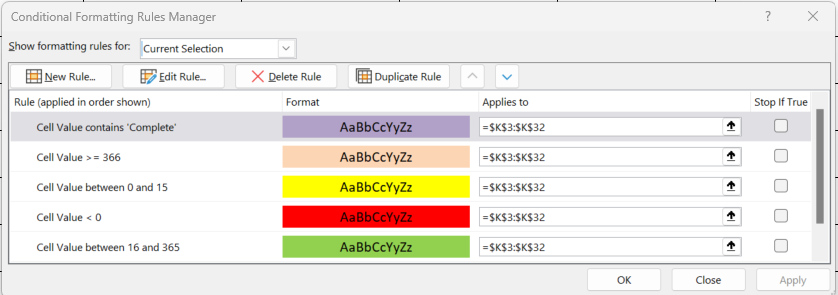 Conditional Formatting Rules Manager
Show formatting rules for: Current Selection
New Rule... Edit Rule... Delete Rule Duplicate Rule
Rule (applied in order shown) Format Applies to Stop If True
Cell Value contains 'Complete' AaBbCcYyZz =$K$3:$K$32
Cell Value >= 366 AaBbCcYyZz =$K$3:$K$32
Cell Value between 0 and 15 AaBbCcYyZz =$K$3:$K$32
Cell Value < 0 AaBbCcYyZz =$K$3:$K$32
Cell Value between 16 and 365 AaBbCcYyZz =$K$3:$K$32
OK Close Apply